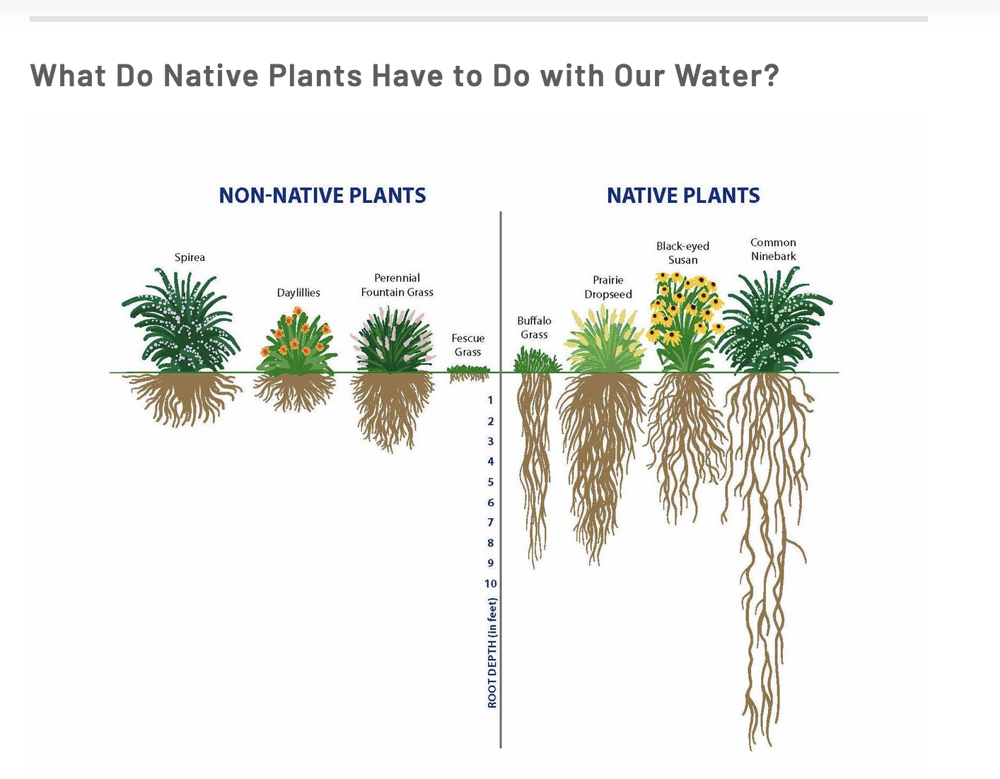 What Do Native Plants Have to Do with Our Water?
NON-NATIVE PLANTS
NATIVE PLANTS
Spirea
Daylillies
Perennial
Fountain Grass
Fescue
Grass
Buffalo
Grass
Prairie
Dropseed
Black-eyed
Susan
Common
Ninebark
1
2
3
4
5
6
7
8
9
10
ROOT DEPTH (in feet)